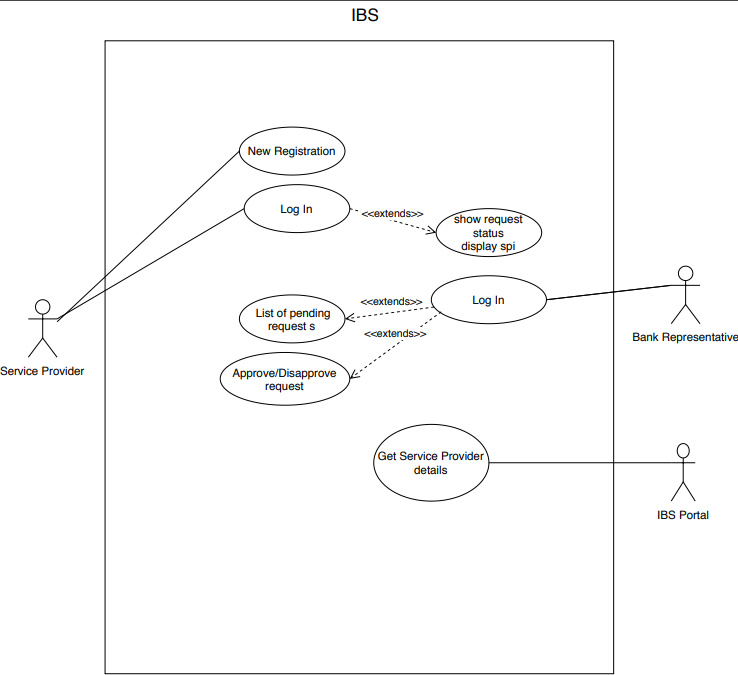 IBS
New Registration
Log In
<<extends>>
show request
status
display spi
<<extends>>
Log In
List of pending
request s
<<extends>>
Bank Representative
Service Provider
Approve/Disapprove
request
Get Service Provider
details
IBS Portal